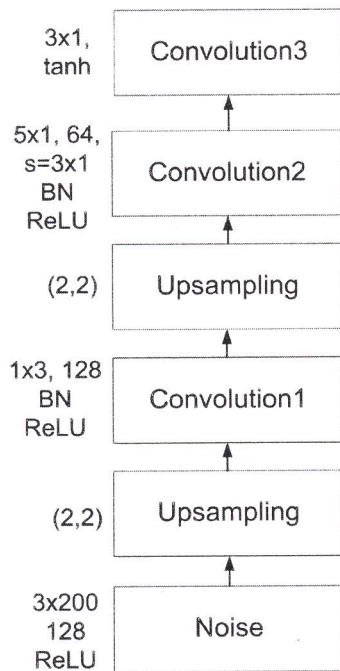 3x1,
tanh
Convolution3
5x1, 64,
s=3x1
BN
ReLU
Convolution2
(2,2)
Upsampling
1x3, 128
BN
ReLU
Convolution1
(2,2)
Upsampling
3x200
128
ReLU
Noise